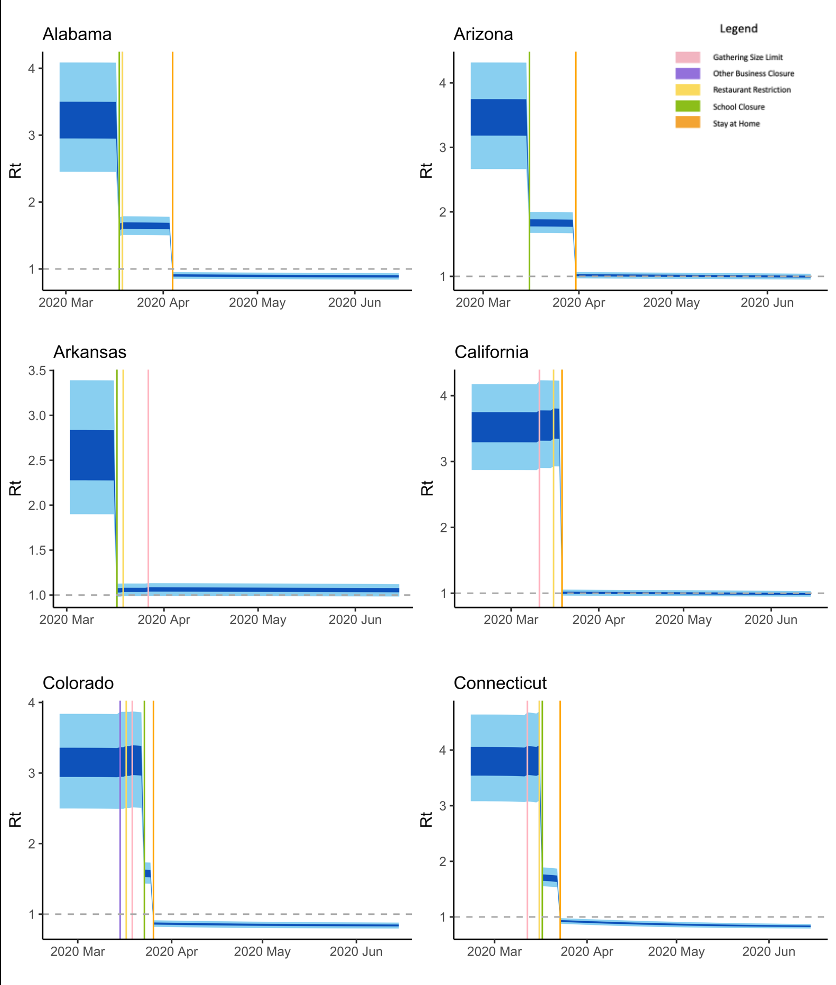 Alabama
Rt
4
3
2
1
2020 Mar 2020 Apr 2020 May 2020 Jun
Arizona
Rt
4
3
2
1
2020 Mar 2020 Apr 2020 May 2020 Jun
Legend
Gathering Size Limit
Other Business Closure
Restaurant Restriction
School Closure
Stay at Home
Arkansas
Rt
3.5
3.0
2.5
2.0
1.5
1.0
2020 Mar 2020 Apr 2020 May 2020 Jun
California
Rt
4
3
2
1
2020 Mar 2020 Apr 2020 May 2020 Jun
Colorado
Rt
4
3
2
1
2020 Mar 2020 Apr 2020 May 2020 Jun
Connecticut
Rt
4
3
2
1
2020 Mar 2020 Apr 2020 May 2020 Jun